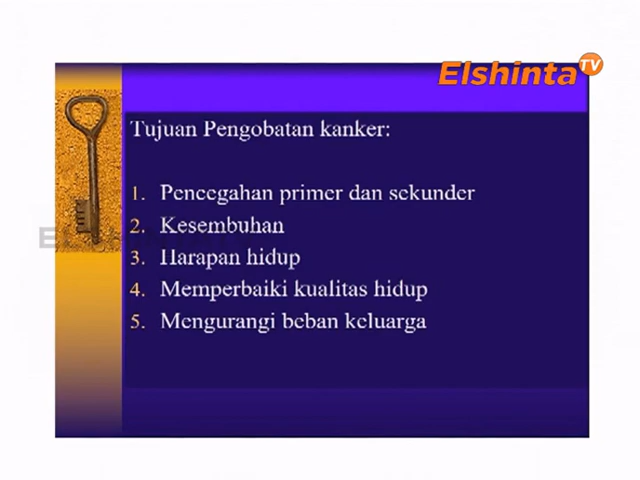 Elshinta TV
Tujuan Pengobatan kanker:
1. Pencegahan primer dan sekunder
2. Kesembuhan
3. Harapan hidup
4. Memperbaiki kualitas hidup
5. Mengurangi beban keluarga